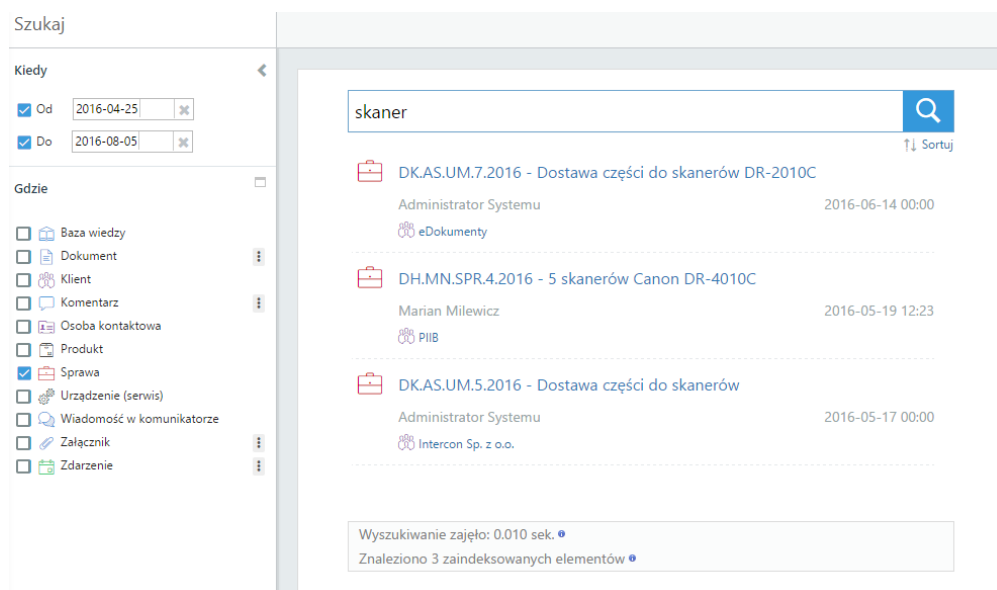 Szukaj
Kiedy
Od 2016-04-25
Do 2016-08-05
Gdzie
Baza wiedzy
Dokument
Klient
Komentarz
Osoba kontaktowa
Produkt
Sprawa
Urządzenie (serwis)
Wiadomość w komunikatorze
Załącznik
Zdarzenie
skaner
Sortuj
DK.AS.UM.7.2016 - Dostawa części do skanerów DR-2010C
Administrator Systemu 2016-06-14 00:00
eDokumenty
DH.MN.SPR.4.2016 - 5 skanerów Canon DR-4010C
Marian Milewicz 2016-05-19 12:23
PIIB
DK.AS.UM.5.2016 - Dostawa części do skanerów
Administrator Systemu 2016-05-17 00:00
Intercon Sp. z o.o.
Wyszukiwanie zajęło: 0.010 sek.
Znaleziono 3 zaindeksowanych elementów